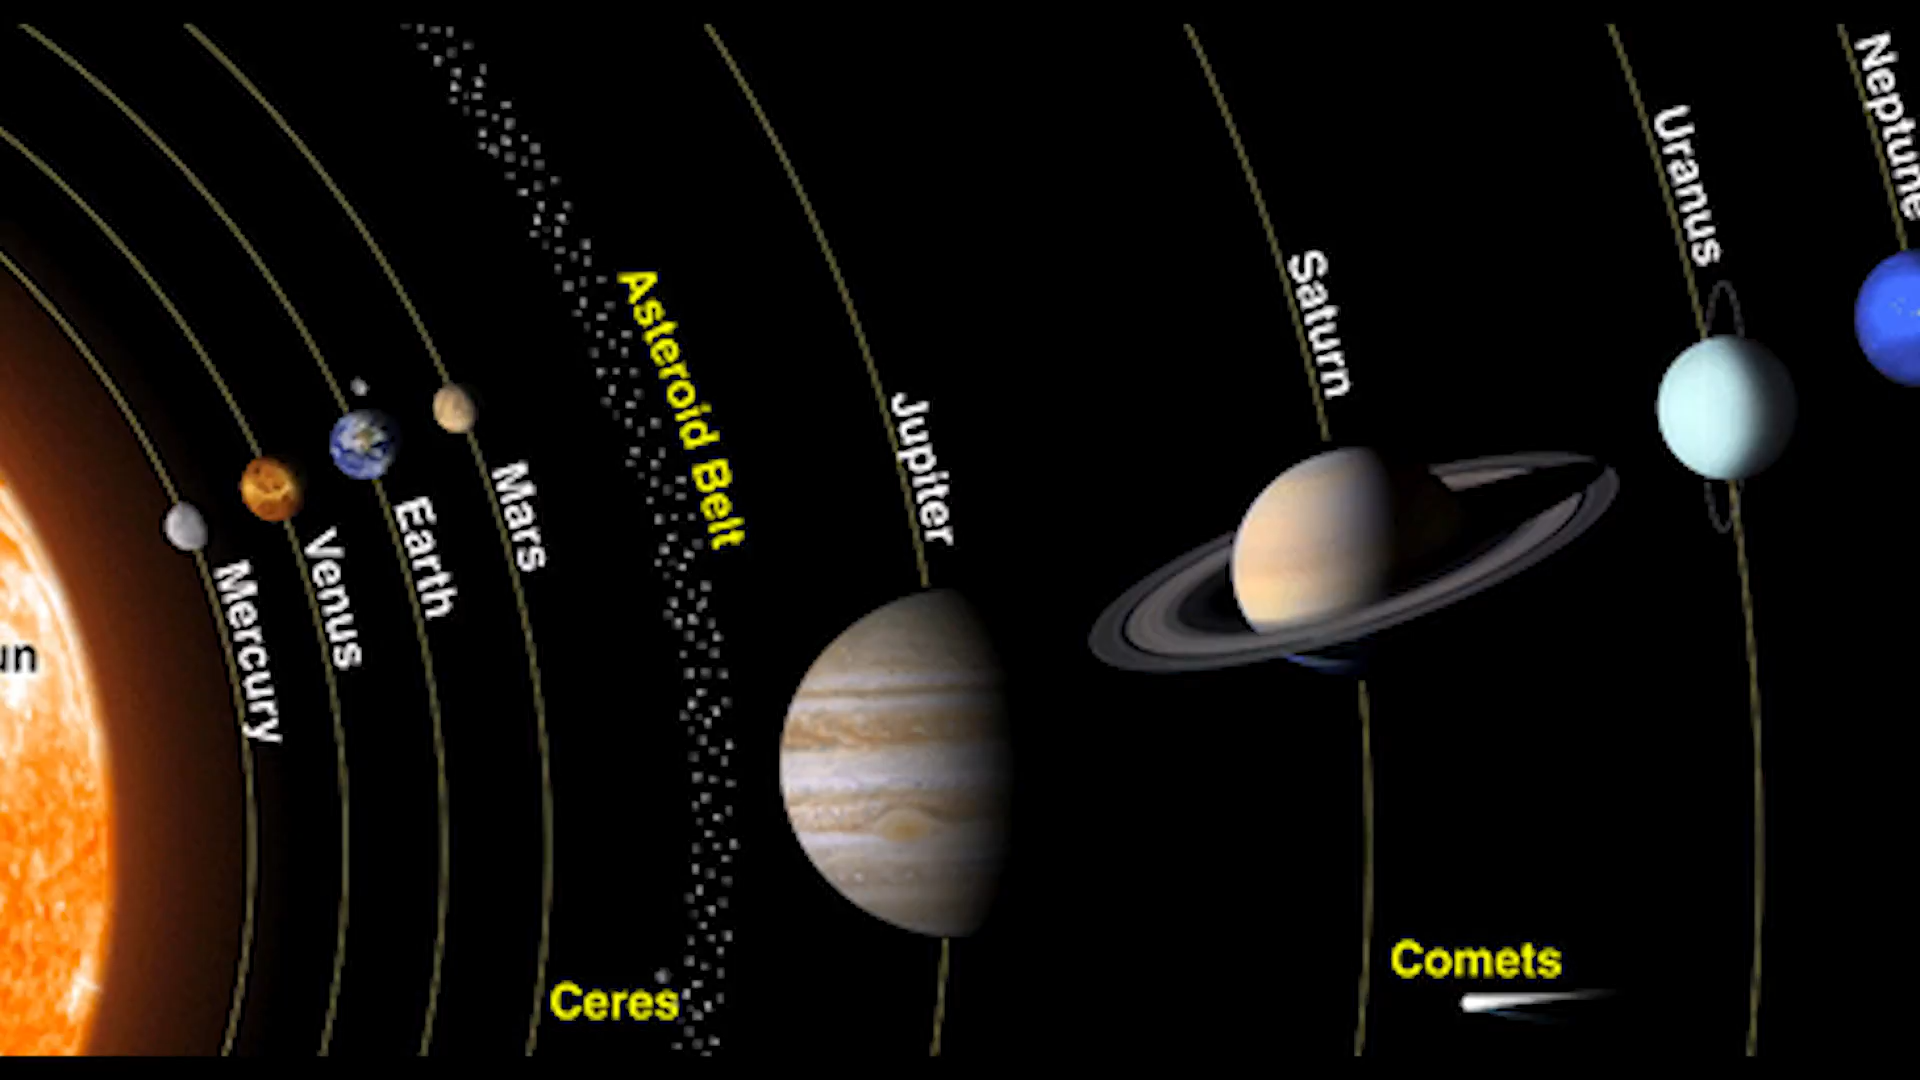 un
Mercury
Venus
Earth
Mars
Asteroid Belt
Ceres
Jupiter
Saturn
Comets
Uranus
Neptune